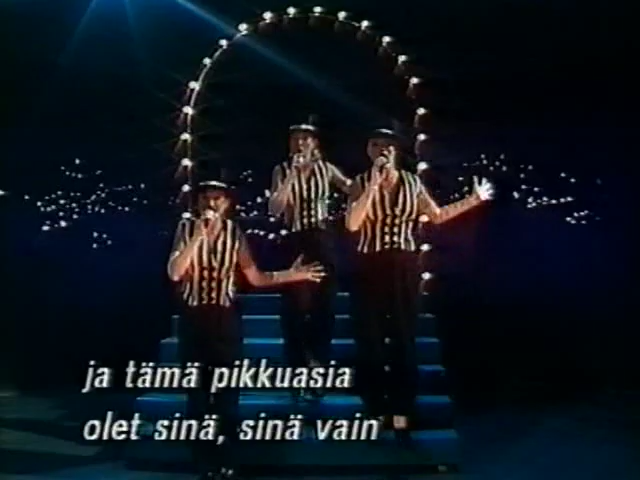 ja tämä pikkuasia
olet sinä, sinä vain